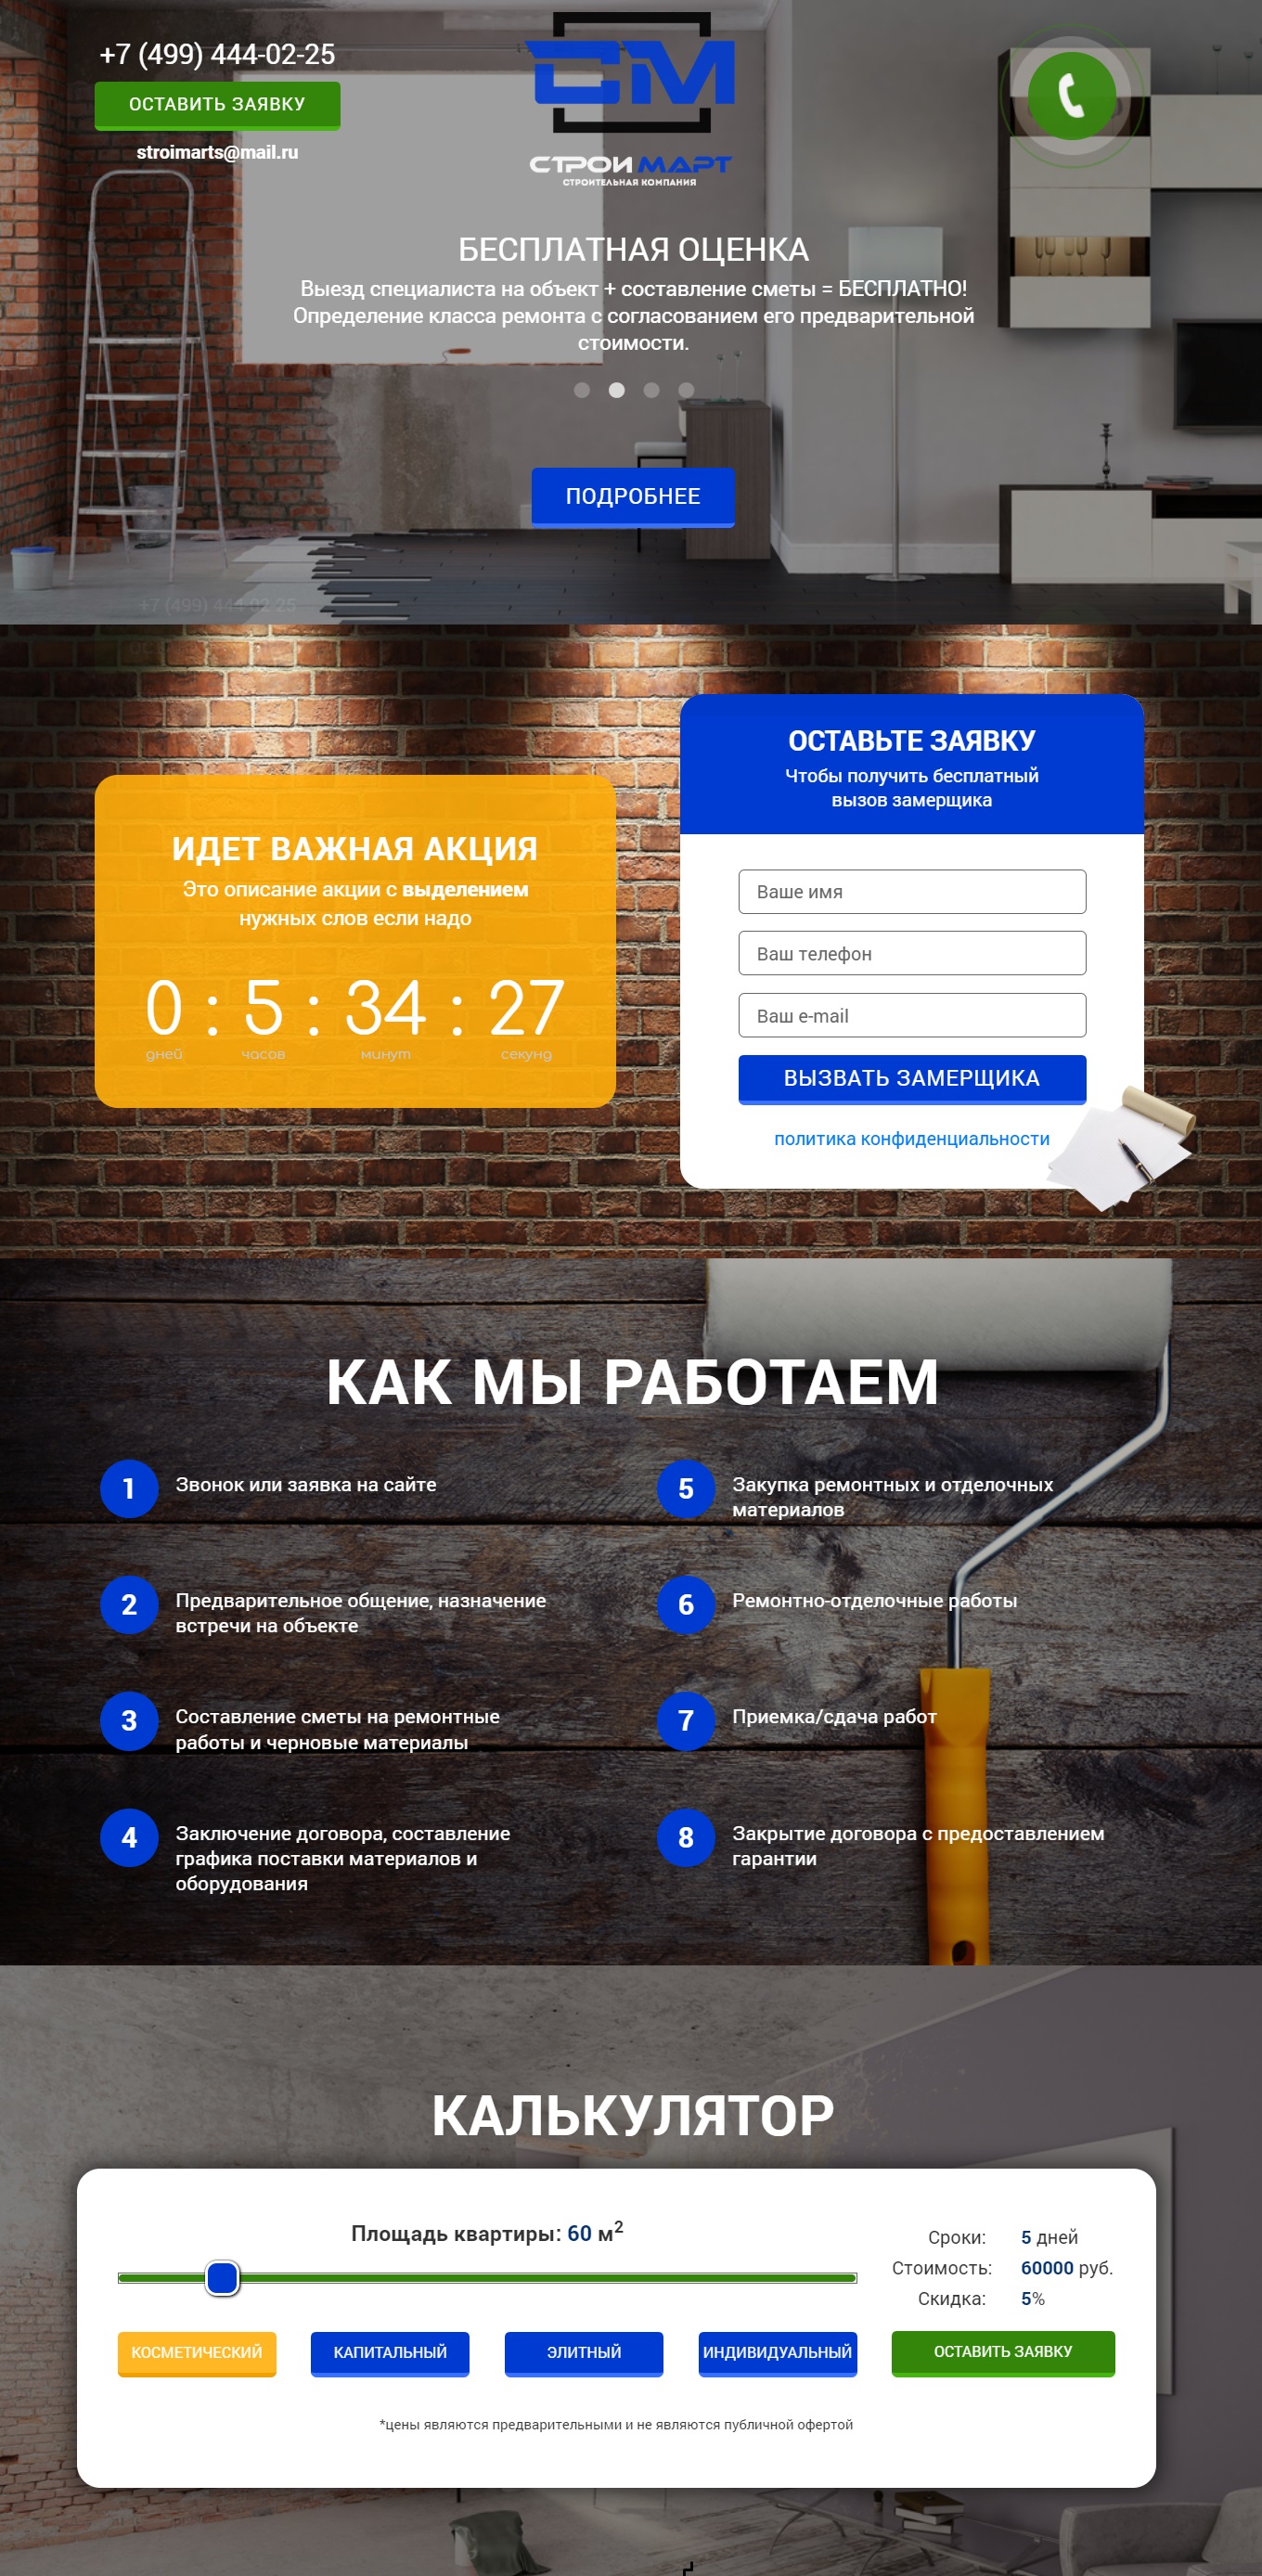 +7 (499) 444-02-25
ОСТАВИТЬ ЗАЯВКУ
stroimarts@mail.ru
СМ
СТРОЙ МАРТ
СТРОИТЕЛЬНАЯ КОМПАНИЯ
БЕСПЛАТНАЯ ОЦЕНКА
Выезд специалиста на объект + составление сметы = БЕСПЛАТНО!
Определение класса ремонта с согласованием его предварительной
стоимости.
ПОДРОБНЕЕ
+7 (499) 444-02-25
ИДЕТ ВАЖНАЯ АКЦИЯ
Это описание акции с выделением
нужных слов если надо
0 : 5 : 34 : 27
дней часов минут секунд
ОСТАВЬТЕ ЗАЯВКУ
Чтобы получить бесплатный
вызов замерщика
Ваше имя
Ваш телефон
Ваш e-mail
ВЫЗВАТЬ ЗАМЕРЩИКА
политика конфиденциальности
КАК МЫ РАБОТАЕМ
1 Звонок или заявка на сайте
2 Предварительное общение, назначение
встречи на объекте
3 Составление сметы на ремонтные
работы и черновые материалы
4 Заключение договора, составление
графика поставки материалов и
оборудования
5 Закупка ремонтных и отделочных
материалов
6 Ремонтно-отделочные работы
7 Приемка/сдача работ
8 Закрытие договора с предоставлением
гарантии
КАЛЬКУЛЯТОР
Площадь квартиры: 60 м2
Сроки: 5 дней
Стоимость: 60000 руб.
Скидка: 5%
КОСМЕТИЧЕСКИЙ КАПИТАЛЬНЫЙ ЭЛИТНЫЙ ИНДИВИДУАЛЬНЫЙ ОСТАВИТЬ ЗАЯВКУ
*цены являются предварительными и не являются публичной офертой